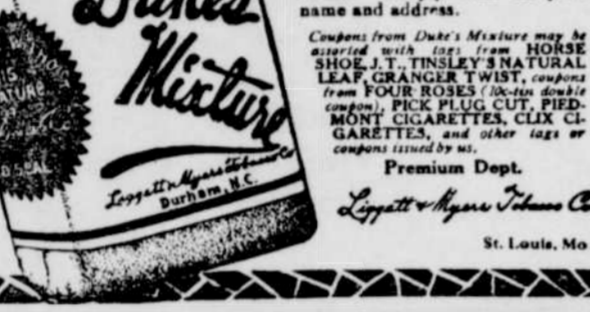 Duke's
Mixture
Liggett & Myers Tobacco Co
Durham, N.C.
name and address.
Coupons from Duke's Mixture may be
assorted with tags from HORSE
SHOE, J.T., TINSLEY'S NATURAL
LEAF, GRANGER TWIST, coupons
from FOUR ROSES (10c-tin double
coupon), PICK PLUG CUT, PIED-
MONT CIGARETTES, CLIX CI-
GARETTES, and other tags or
coupons issued by us.
Premium Dept.
Liggett & Myers Tobacco Co
St. Louis, Mo